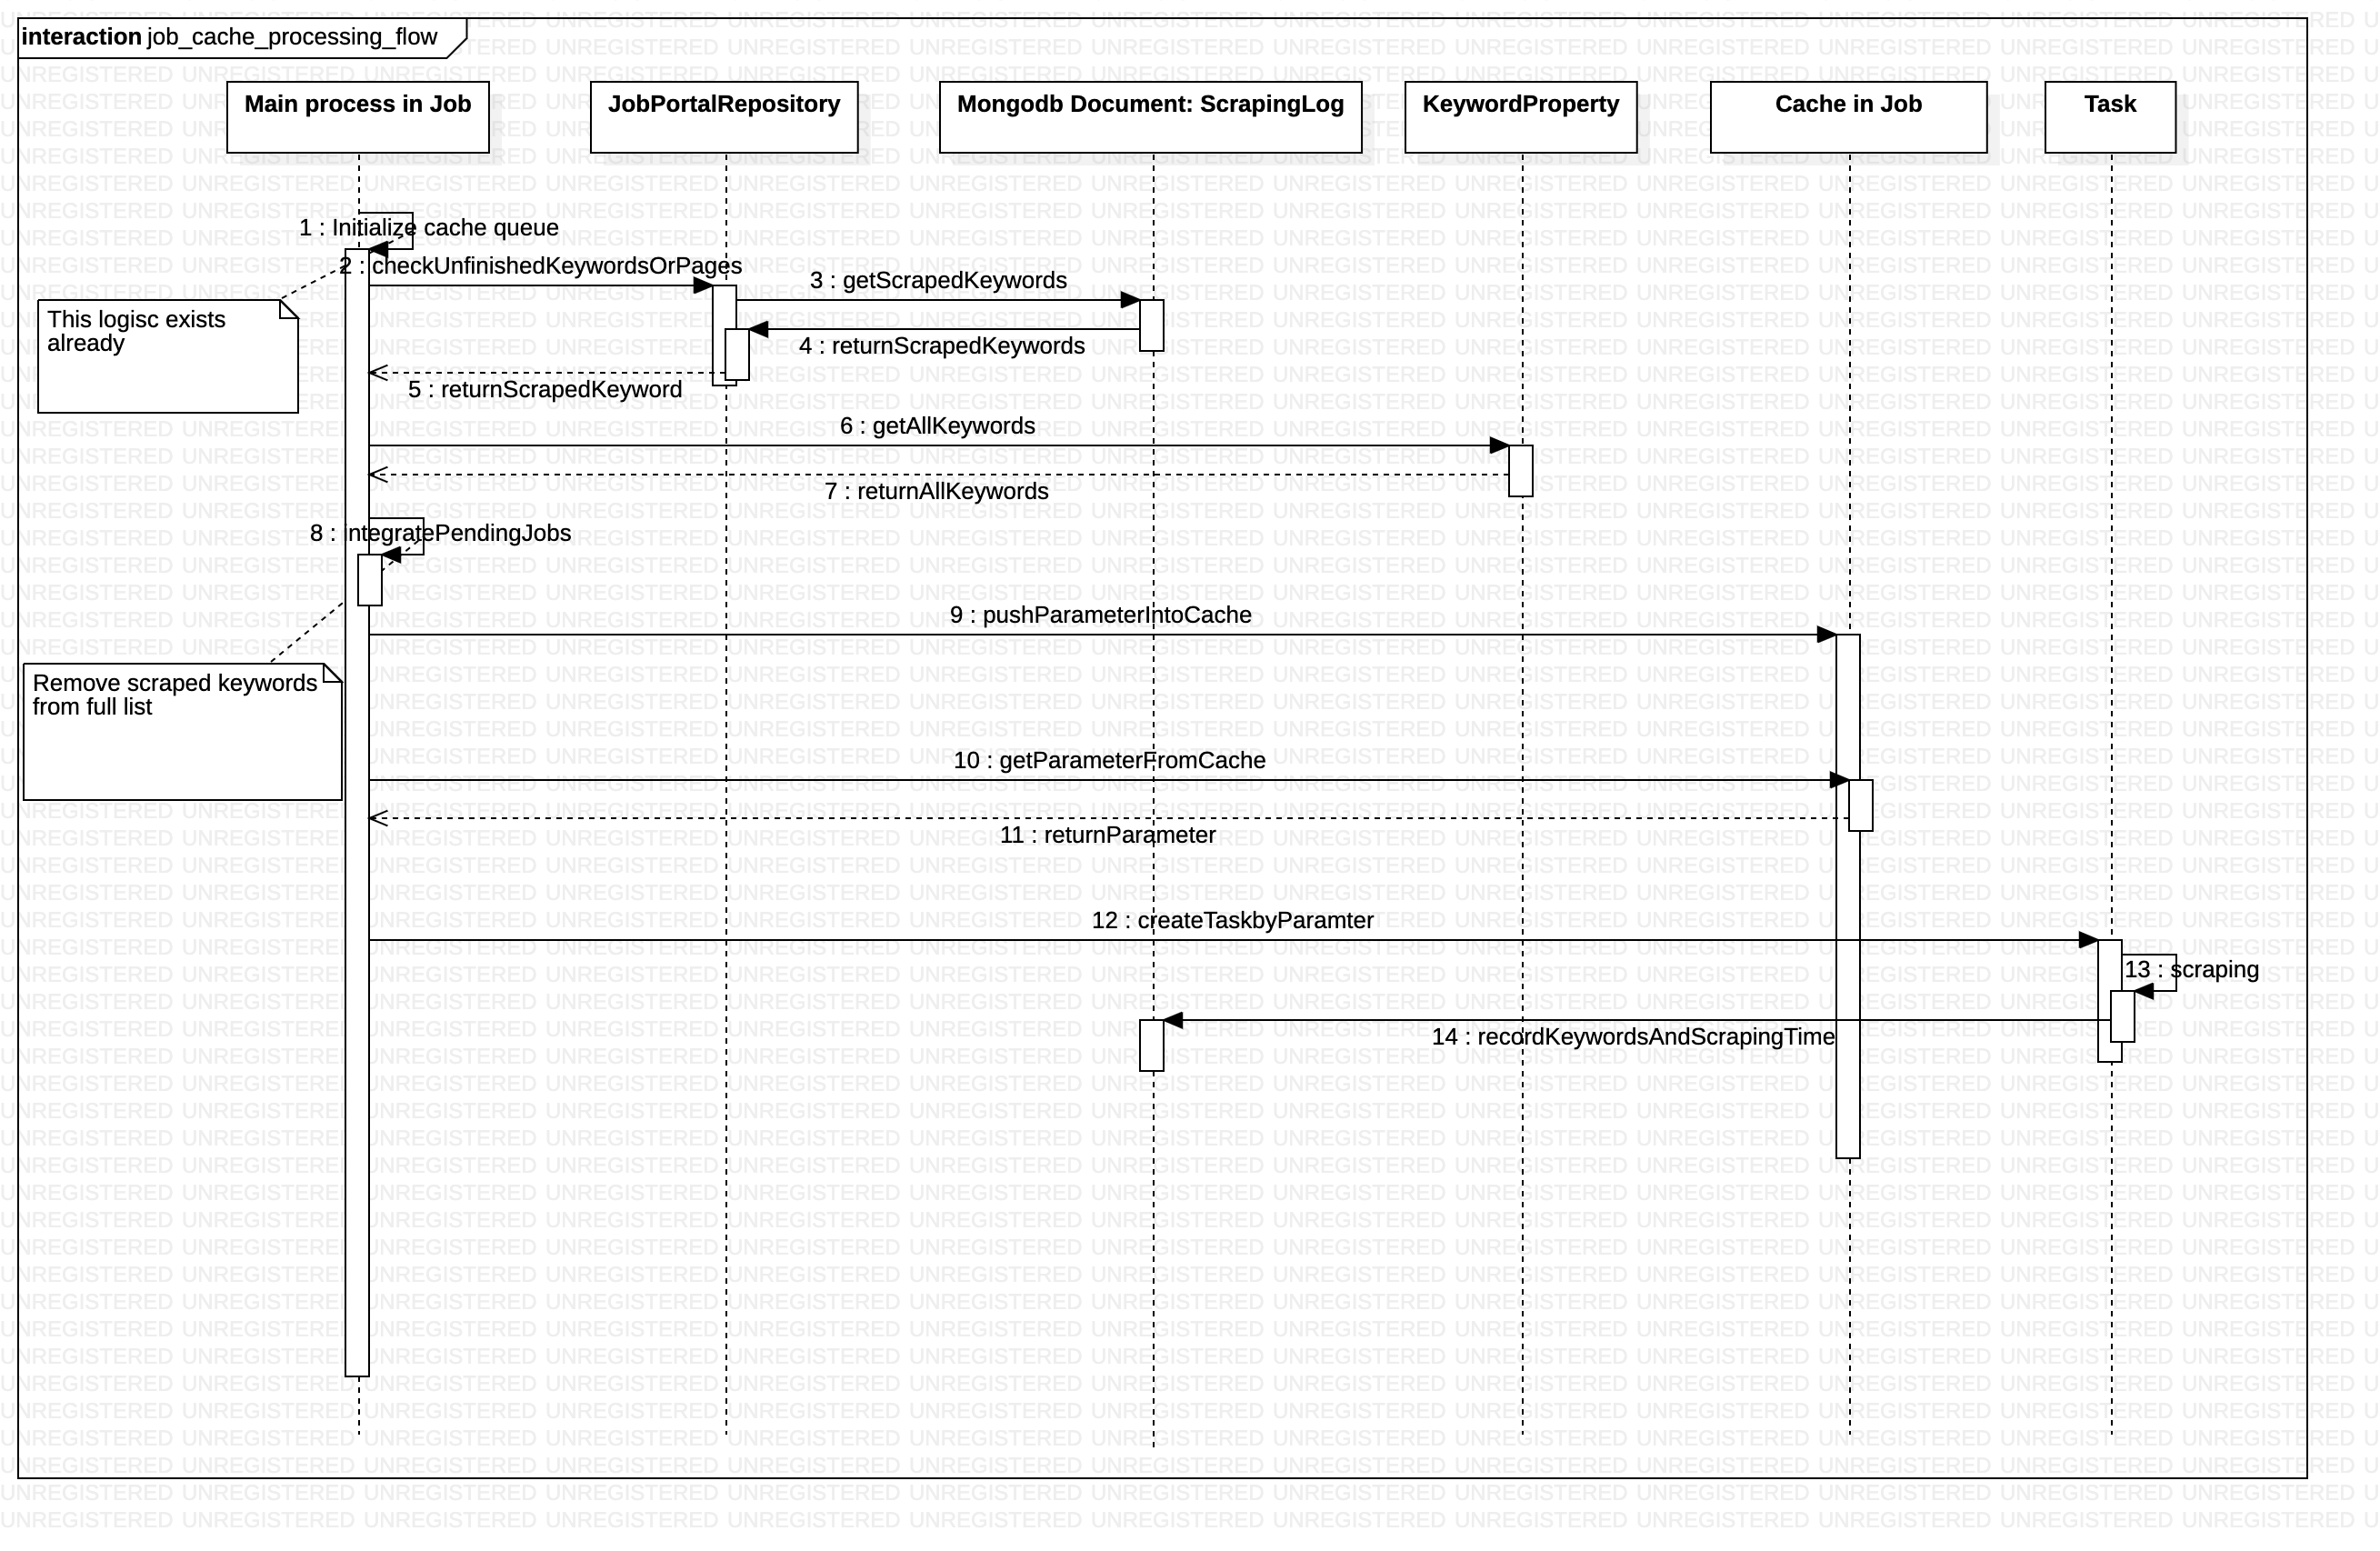 interaction job_cache_processing_flow
Main process in Job
JobPortalRepository
Mongodb Document: ScrapingLog
KeywordProperty
Cache in Job
Task
1 : Initialize cache queue
2 : checkUnfinishedKeywordsOrPages
3 : getScrapedKeywords
This logisc exists
already
4 : returnScrapedKeywords
5 : returnScrapedKeyword
6 : getAllKeywords
7 : returnAllKeywords
8 : integratePendingJobs
9 : pushParameterIntoCache
Remove scraped keywords
from full list
10 : getParameterFromCache
11 : returnParameter
12 : createTaskbyParamter
13 : scraping
14 : recordKeywordsAndScrapingTime
UNREGISTERED